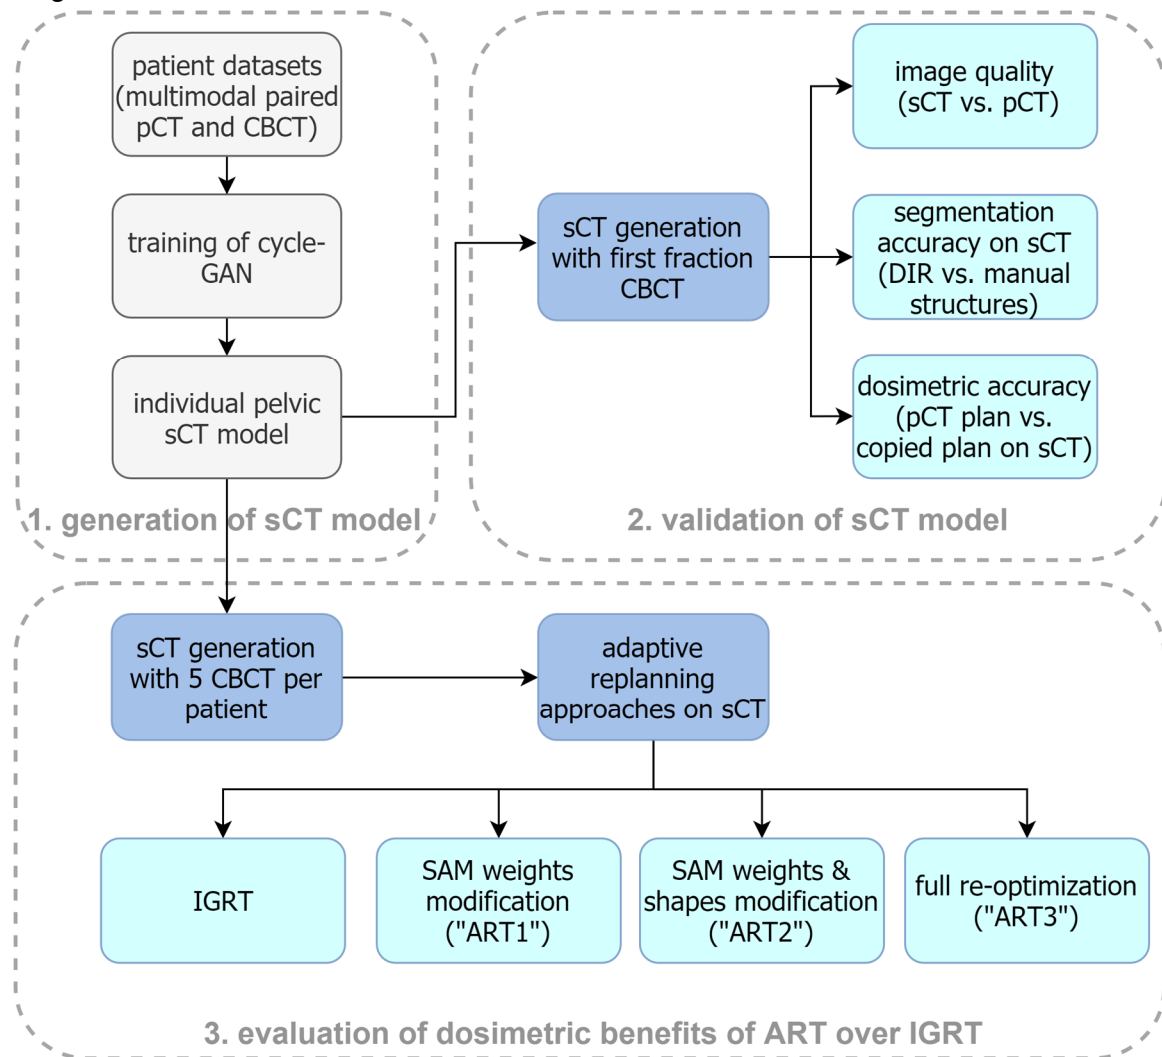 patient datasets
(multimodal paired
pCT and CBCT)
training of cycle-
GAN
individual pelvic
sCT model
1. generation of sCT model
sCT generation
with first fraction
CBCT
image quality
(sCT vs. pCT)
segmentation
accuracy on sCT
(DIR vs. manual
structures)
dosimetric accuracy
(pCT plan vs.
copied plan on sCT)
2. validation of sCT model
sCT generation
with 5 CBCT per
patient
adaptive
replanning
approaches on sCT
IGRT
SAM weights
modification
("ART1")
SAM weights &
shapes modification
("ART2")
full re-optimization
("ART3")
3. evaluation of dosimetric benefits of ART over IGRT